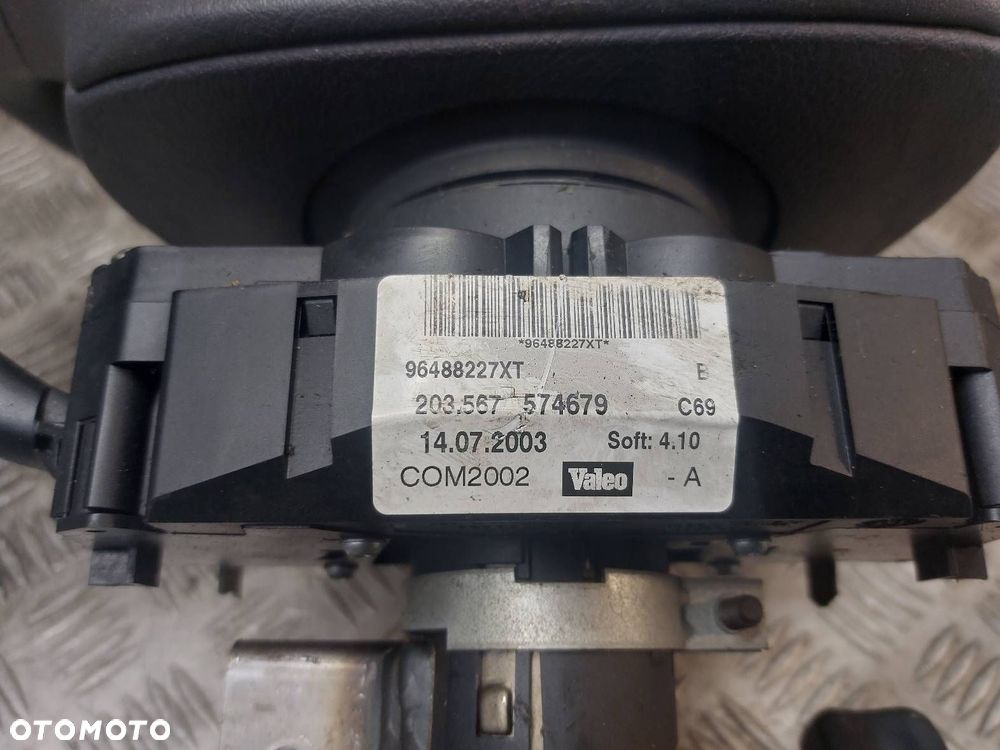 *96488227XT*
96488227XT B
203.567 574679 C69
14.07.2003 Soft: 4.10
COM2002 Valeo - A
OTOMOTO